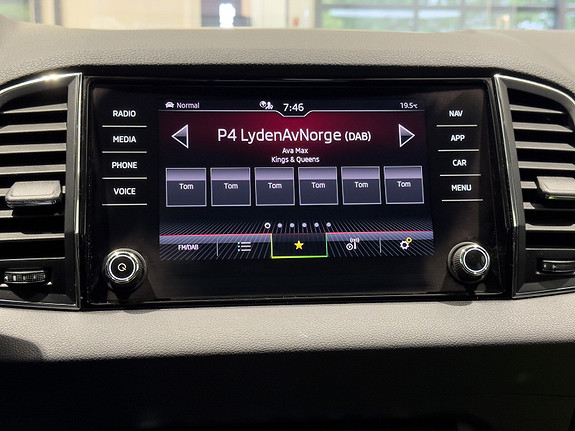 Normal
7:46
19.5°C
P4 LydenAvNorge (DAB)
Ava Max
Kings & Queens
Tom
Tom
Tom
Tom
Tom
Tom
FM/DAB
RADIO
MEDIA
PHONE
VOICE
NAV
APP
CAR
MENU